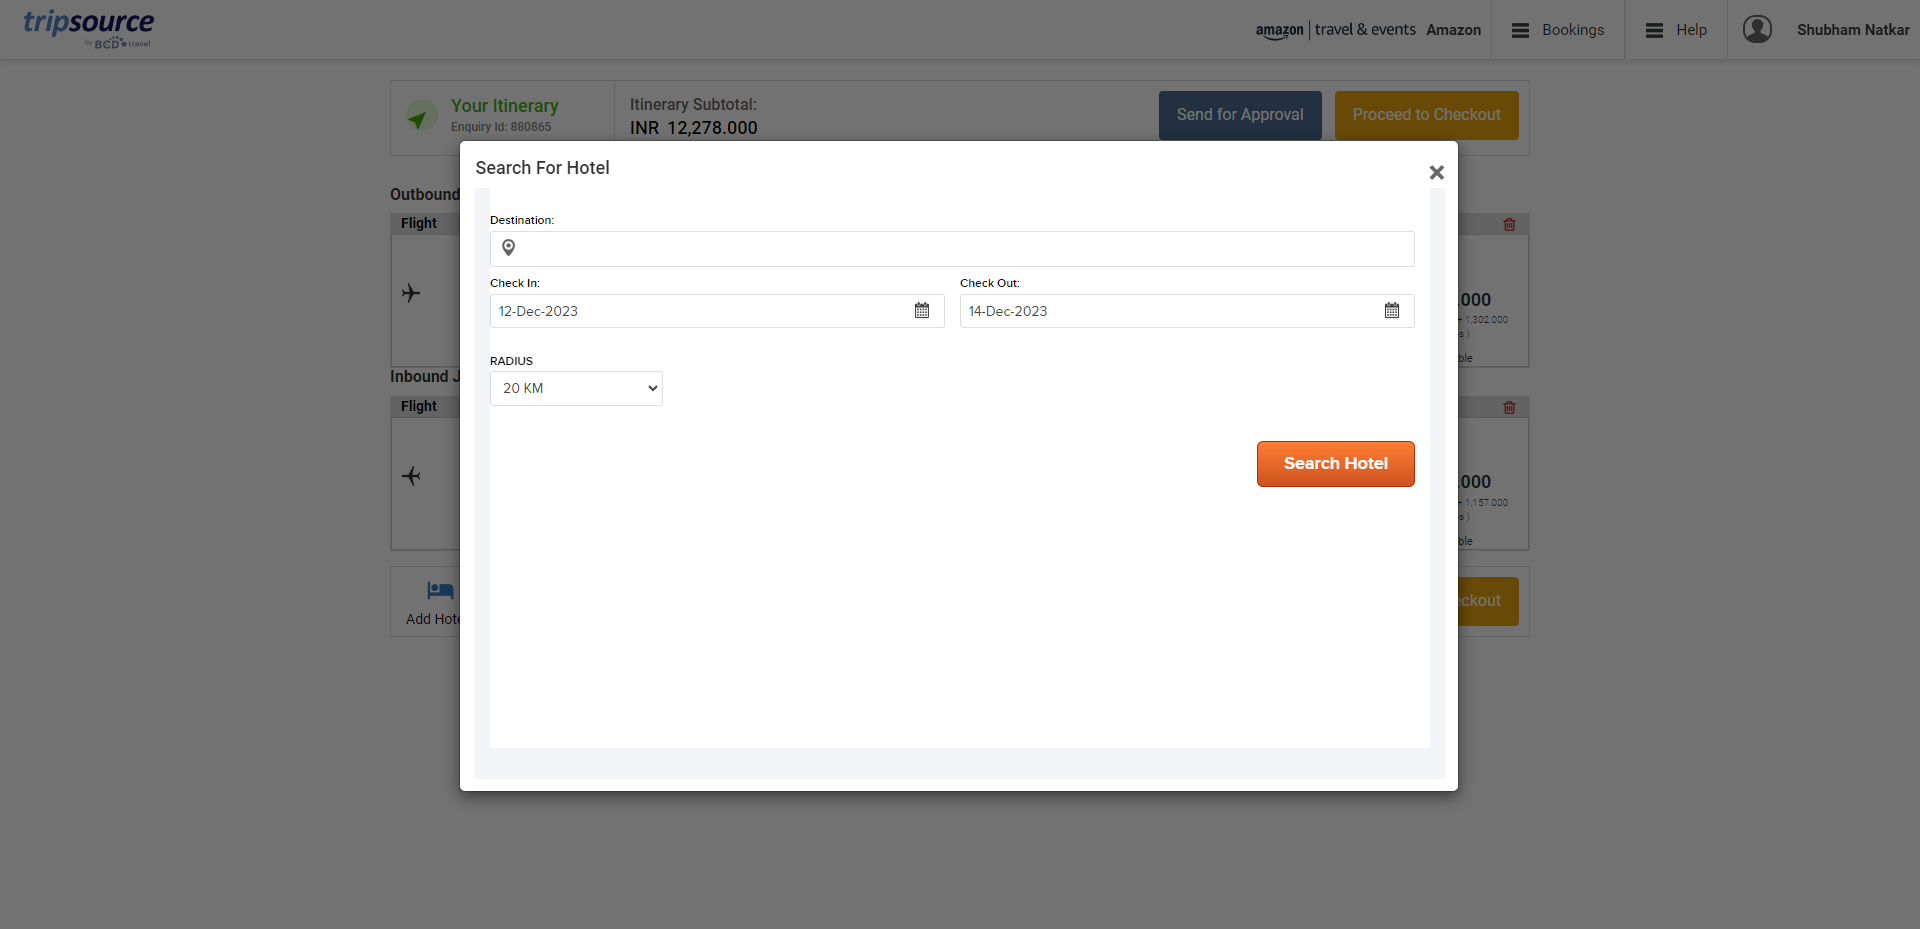 tripsource
by BCD travel
amazon | travel & events Amazon
Bookings
Help
Shubham Natkar
Your Itinerary
Enquiry Id: 880865
Itinerary Subtotal:
INR 12,278.000
Send for Approval
Proceed to Checkout
Search For Hotel
Outbound
Flight
Destination:
Check In:
Check Out:
12-Dec-2023
14-Dec-2023
.000
+ 1,302.000
s )
ble
RADIUS
20 KM
Inbound J
Flight
Search Hotel
.000
+ 1,157.000
s )
ble
Add Hote
eckout